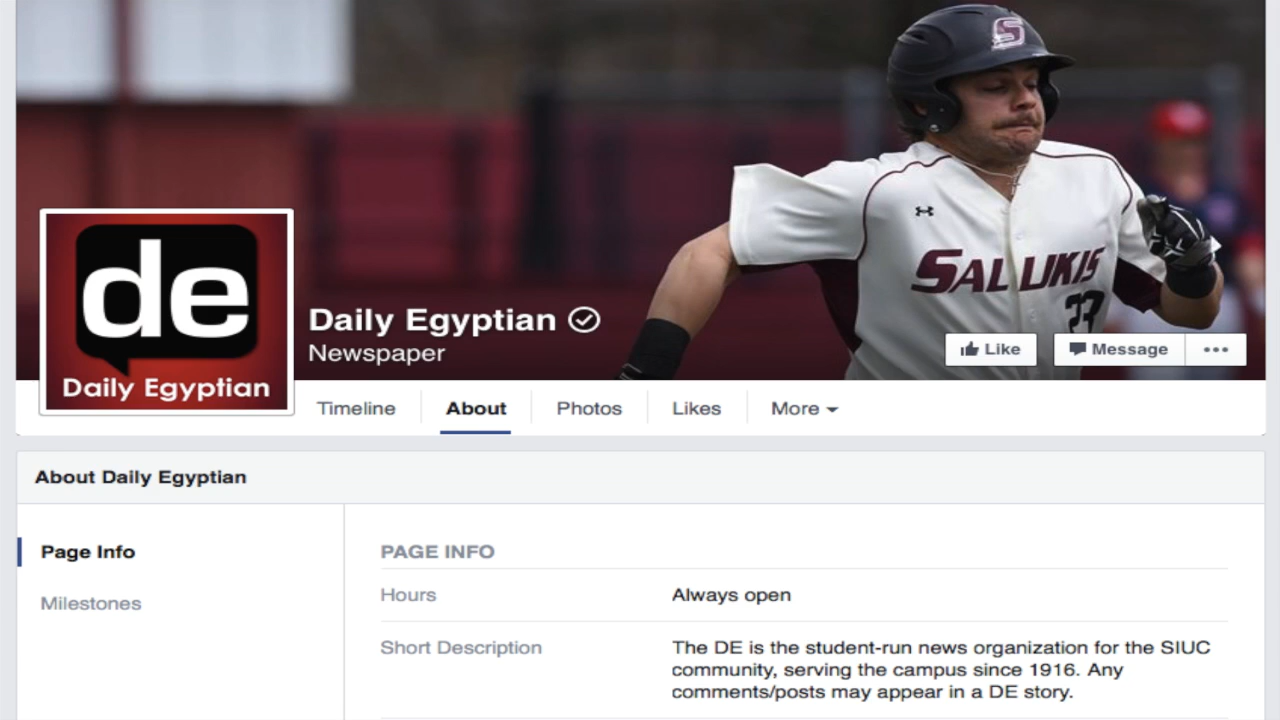 S
SALUKIS
23
de
Daily Egyptian
Daily Egyptian
Newspaper
Like
Message
Timeline
About
Photos
Likes
More
About Daily Egyptian
Page Info
Milestones
PAGE INFO
Hours
Always open
Short Description
The DE is the student-run news organization for the SIUC
community, serving the campus since 1916. Any
comments/posts may appear in a DE story.